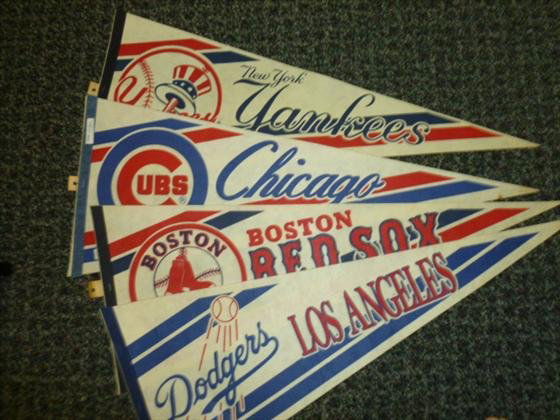 New York
Yankees
CUBS
Chicago
BOSTON
BOSTON
RED SOX
Dodgers
LOS ANGELES